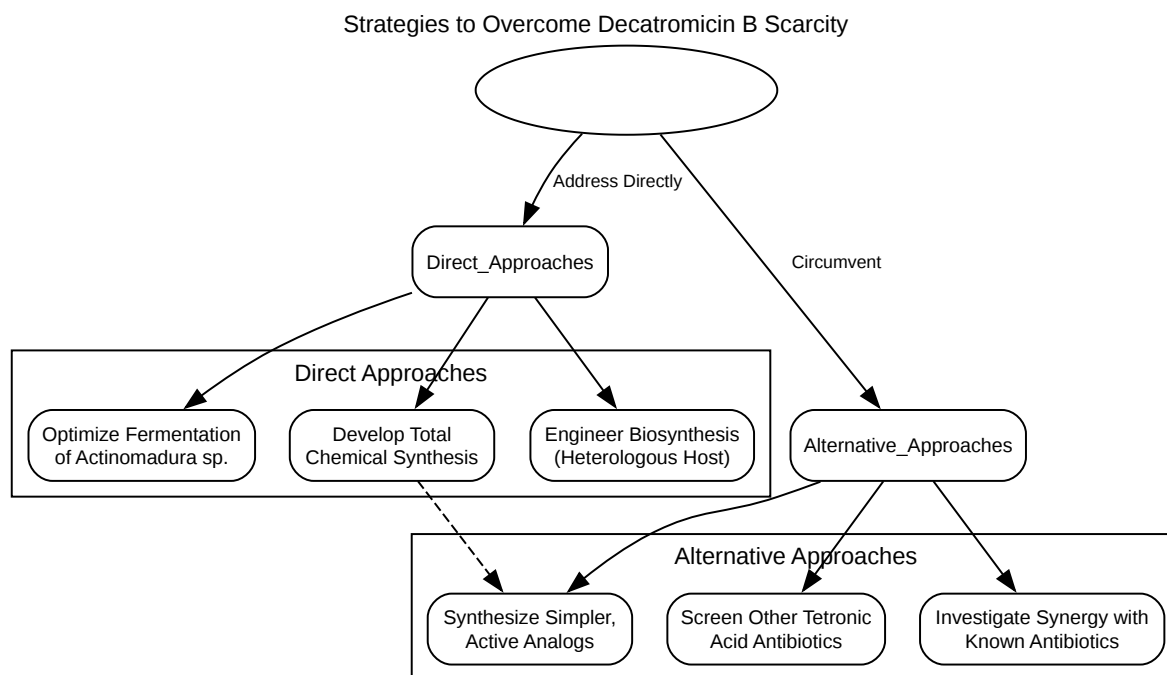 Strategies to Overcome Decatromicin B Scarcity
Address Directly
Direct_Approaches
Circumvent
Direct Approaches
Optimize Fermentation
of Actinomadura sp.
Develop Total
Chemical Synthesis
Engineer Biosynthesis
(Heterologous Host)
Alternative_Approaches
Alternative Approaches
Synthesize Simpler,
Active Analogs
Screen Other Tetronic
Acid Antibiotics
Investigate Synergy with
Known Antibiotics